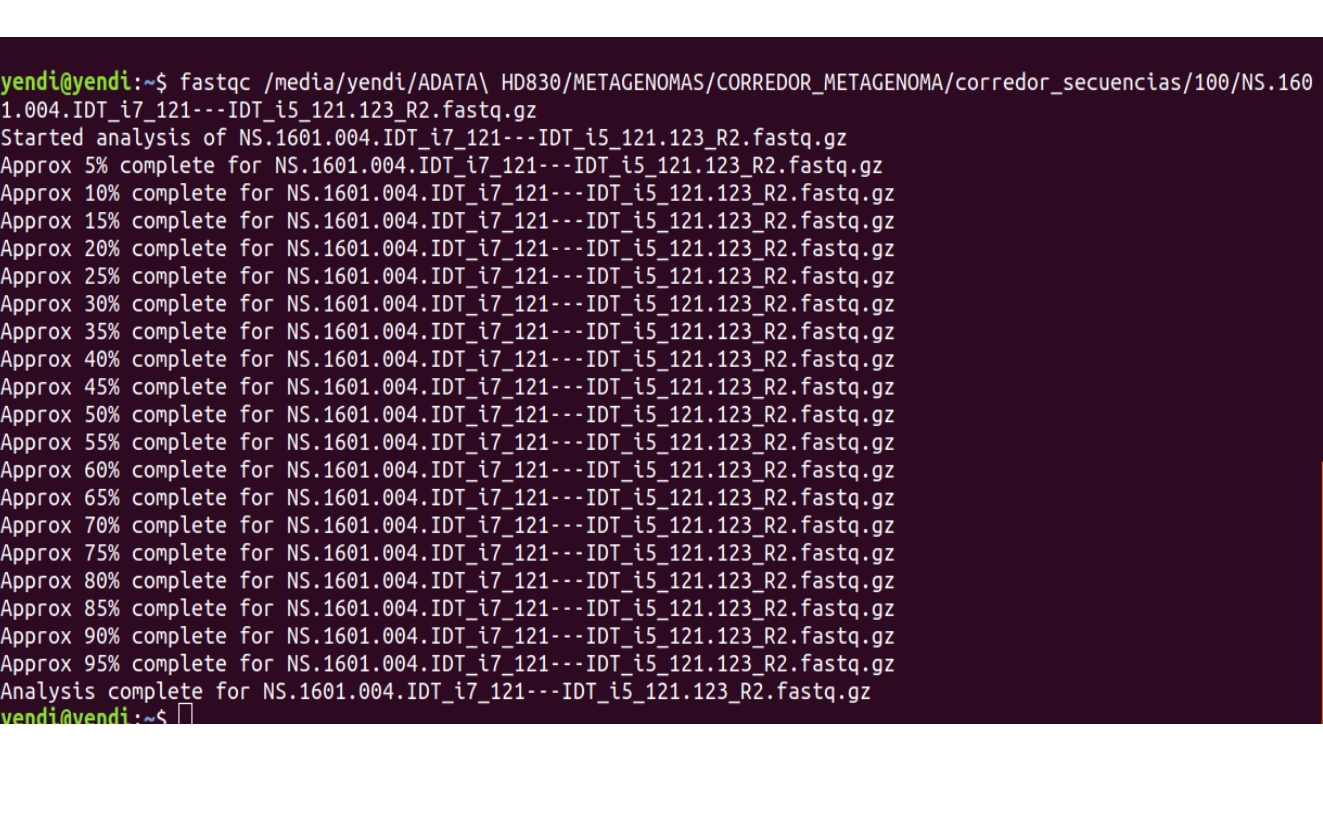 yendi@yendi:~$ fastqc /media/yendi/ADATA\ HD830/METAGENOMAS/CORREDOR_METAGENOMA/corredor_secuencias/100/NS.160
1.004.IDT_i7_121---IDT_i5_121.123_R2.fastq.gz
Started analysis of NS.1601.004.IDT_i7_121---IDT_i5_121.123_R2.fastq.gz
Approx 5% complete for NS.1601.004.IDT_i7_121---IDT_i5_121.123_R2.fastq.gz
Approx 10% complete for NS.1601.004.IDT_i7_121---IDT_i5_121.123_R2.fastq.gz
Approx 15% complete for NS.1601.004.IDT_i7_121---IDT_i5_121.123_R2.fastq.gz
Approx 20% complete for NS.1601.004.IDT_i7_121---IDT_i5_121.123_R2.fastq.gz
Approx 25% complete for NS.1601.004.IDT_i7_121---IDT_i5_121.123_R2.fastq.gz
Approx 30% complete for NS.1601.004.IDT_i7_121---IDT_i5_121.123_R2.fastq.gz
Approx 35% complete for NS.1601.004.IDT_i7_121---IDT_i5_121.123_R2.fastq.gz
Approx 40% complete for NS.1601.004.IDT_i7_121---IDT_i5_121.123_R2.fastq.gz
Approx 45% complete for NS.1601.004.IDT_i7_121---IDT_i5_121.123_R2.fastq.gz
Approx 50% complete for NS.1601.004.IDT_i7_121---IDT_i5_121.123_R2.fastq.gz
Approx 55% complete for NS.1601.004.IDT_i7_121---IDT_i5_121.123_R2.fastq.gz
Approx 60% complete for NS.1601.004.IDT_i7_121---IDT_i5_121.123_R2.fastq.gz
Approx 65% complete for NS.1601.004.IDT_i7_121---IDT_i5_121.123_R2.fastq.gz
Approx 70% complete for NS.1601.004.IDT_i7_121---IDT_i5_121.123_R2.fastq.gz
Approx 75% complete for NS.1601.004.IDT_i7_121---IDT_i5_121.123_R2.fastq.gz
Approx 80% complete for NS.1601.004.IDT_i7_121---IDT_i5_121.123_R2.fastq.gz
Approx 85% complete for NS.1601.004.IDT_i7_121---IDT_i5_121.123_R2.fastq.gz
Approx 90% complete for NS.1601.004.IDT_i7_121---IDT_i5_121.123_R2.fastq.gz
Approx 95% complete for NS.1601.004.IDT_i7_121---IDT_i5_121.123_R2.fastq.gz
Analysis complete for NS.1601.004.IDT_i7_121---IDT_i5_121.123_R2.fastq.gz
yendi@yendi:~$